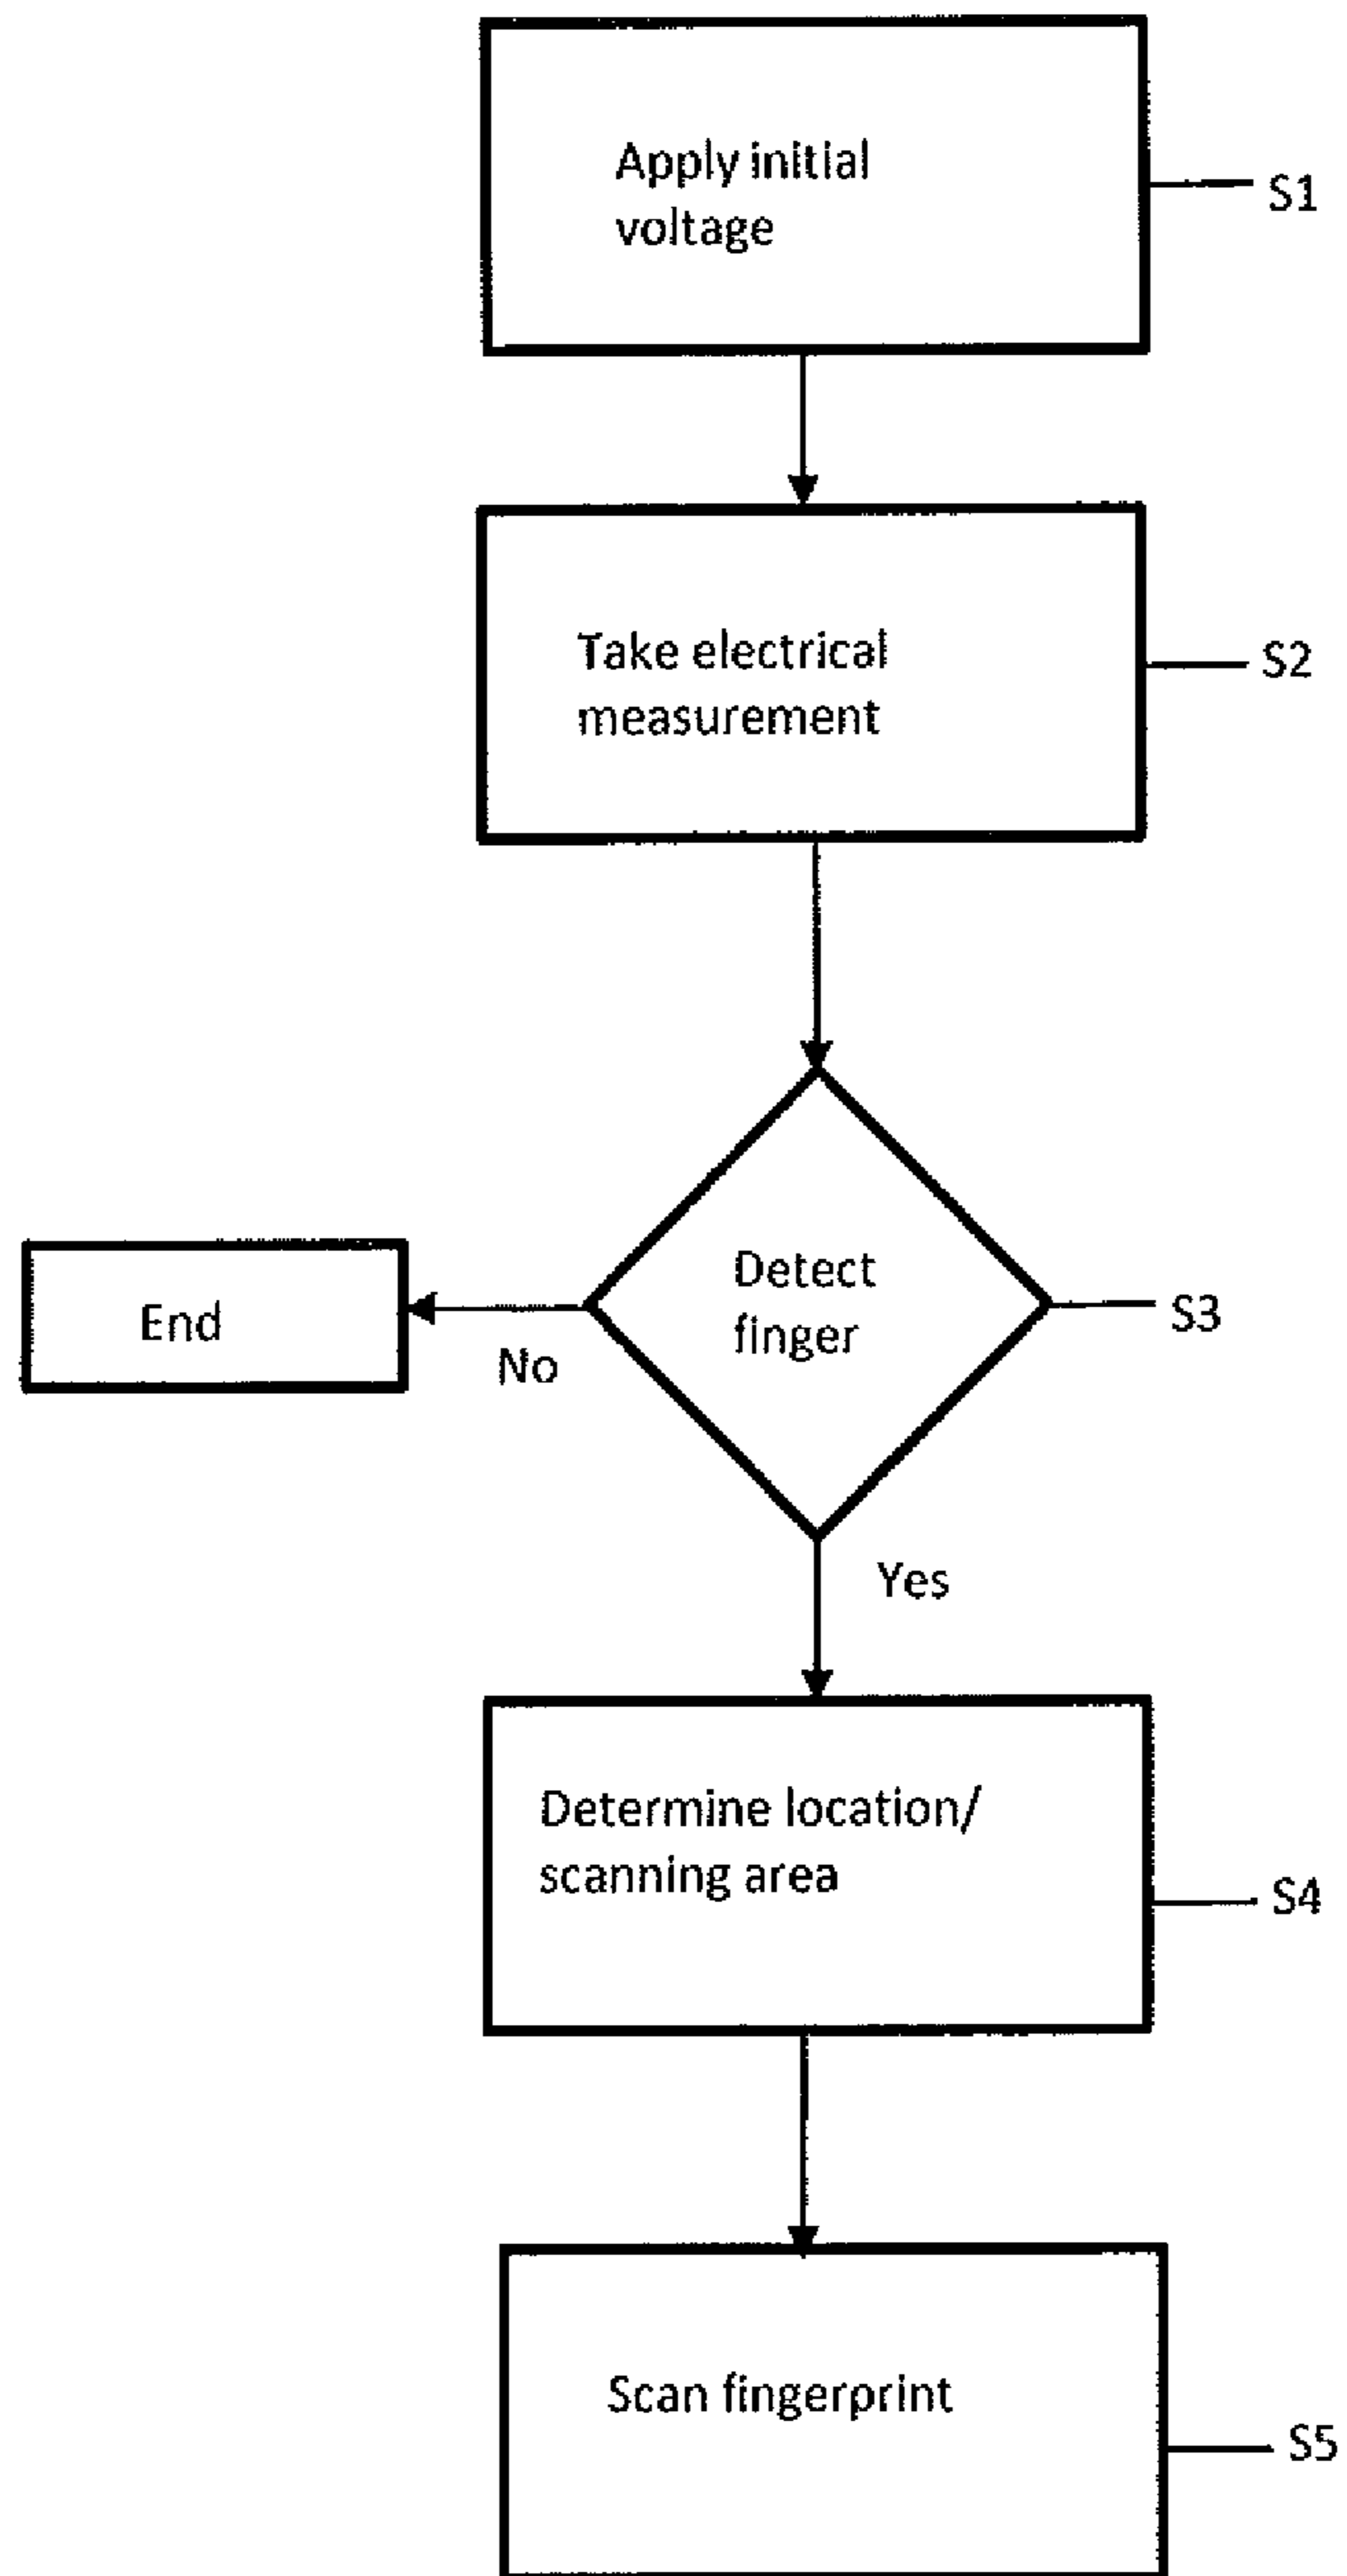 Apply initial
voltage
S1
Take electrical
measurement
S2
Detect
finger
S3
End
No
Yes
Determine location/
scanning area
S4
Scan fingerprint
S5